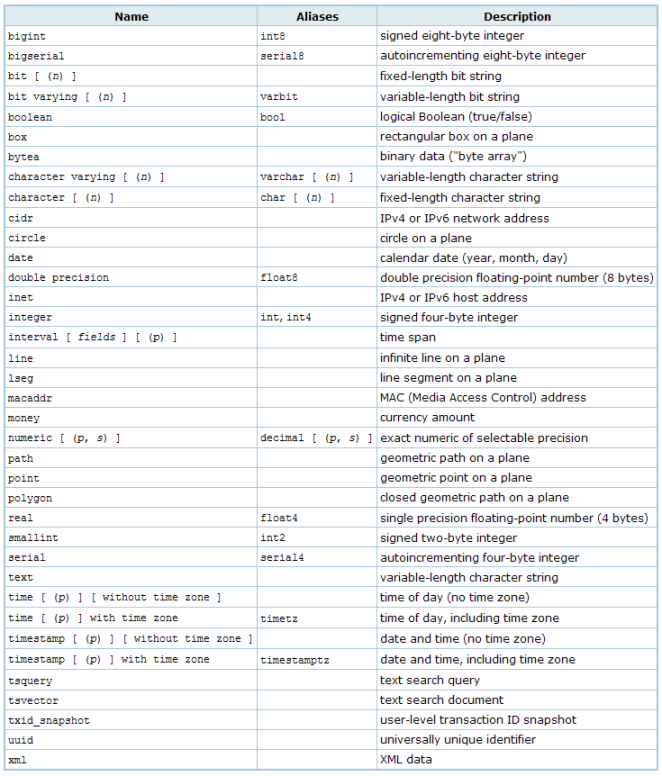 Name Aliases Description
bigint int8 signed eight-byte integer
bigserial serial8 autoincrementing eight-byte integer
bit [ (n) ] fixed-length bit string
bit varying [ (n) ] varbit variable-length bit string
boolean bool logical Boolean (true/false)
box rectangular box on a plane
bytea binary data ("byte array")
character varying [ (n) ] varchar [ (n) ] variable-length character string
character [ (n) ] char [ (n) ] fixed-length character string
cidr IPv4 or IPv6 network address
circle circle on a plane
date calendar date (year, month, day)
double precision float8 double precision floating-point number (8 bytes)
inet IPv4 or IPv6 host address
integer int, int4 signed four-byte integer
interval [ fields ] [ (p) ] time span
line infinite line on a plane
lseg line segment on a plane
macaddr MAC (Media Access Control) address
money currency amount
numeric [ (p, s) ] decimal [ (p, s) ] exact numeric of selectable precision
path geometric path on a plane
point geometric point on a plane
polygon closed geometric path on a plane
real float4 single precision floating-point number (4 bytes)
smallint int2 signed two-byte integer
serial serial4 autoincrementing four-byte integer
text variable-length character string
time [ (p) ] [ without time zone ] time of day (no time zone)
time [ (p) ] with time zone timetz time of day, including time zone
timestamp [ (p) ] [ without time zone ] date and time (no time zone)
timestamp [ (p) ] with time zone timestamptz date and time, including time zone
tsquery text search query
tsvector text search document
txid_snapshot user-level transaction ID snapshot
uuid universally unique identifier
xml XML data